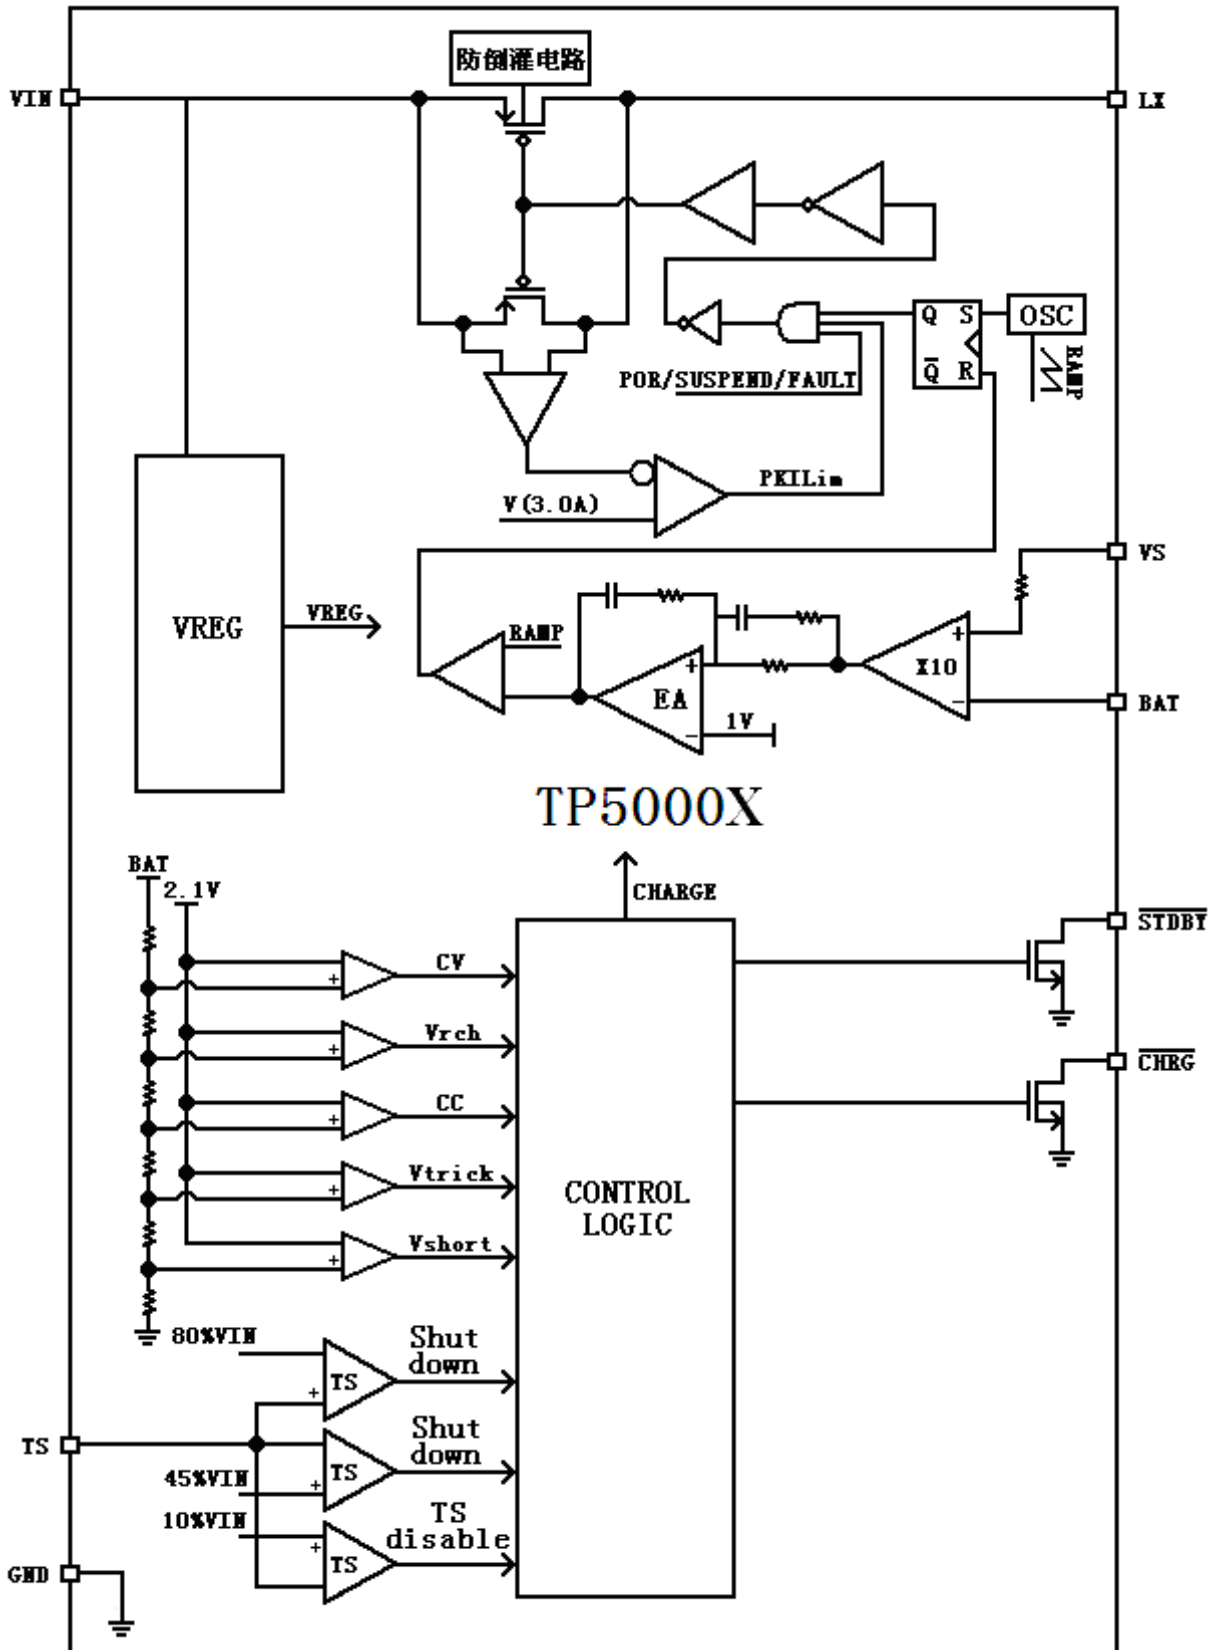 防倒灌电路
VIN
LX
Q S
Q̅ R
OSC
RAMP
POR/SUSPEND/FAULT
PKILim
V(3.0A)
VS
VREG
VREG
RAMP
+
X10
-
+
EA
-
1V
BAT
TP5000X
BAT
2.1V
CHARGE
S̅T̅D̅B̅Y̅
+
CV
+
Vrch
C̅H̅R̅G̅
+
CC
+
Vtrick
CONTROL
LOGIC
+
Vshort
80%VIN
Shut
down
+
TS
TS
Shut
down
45%VIN
+
TS
10%VIN
TS
disable
+
TS
GND